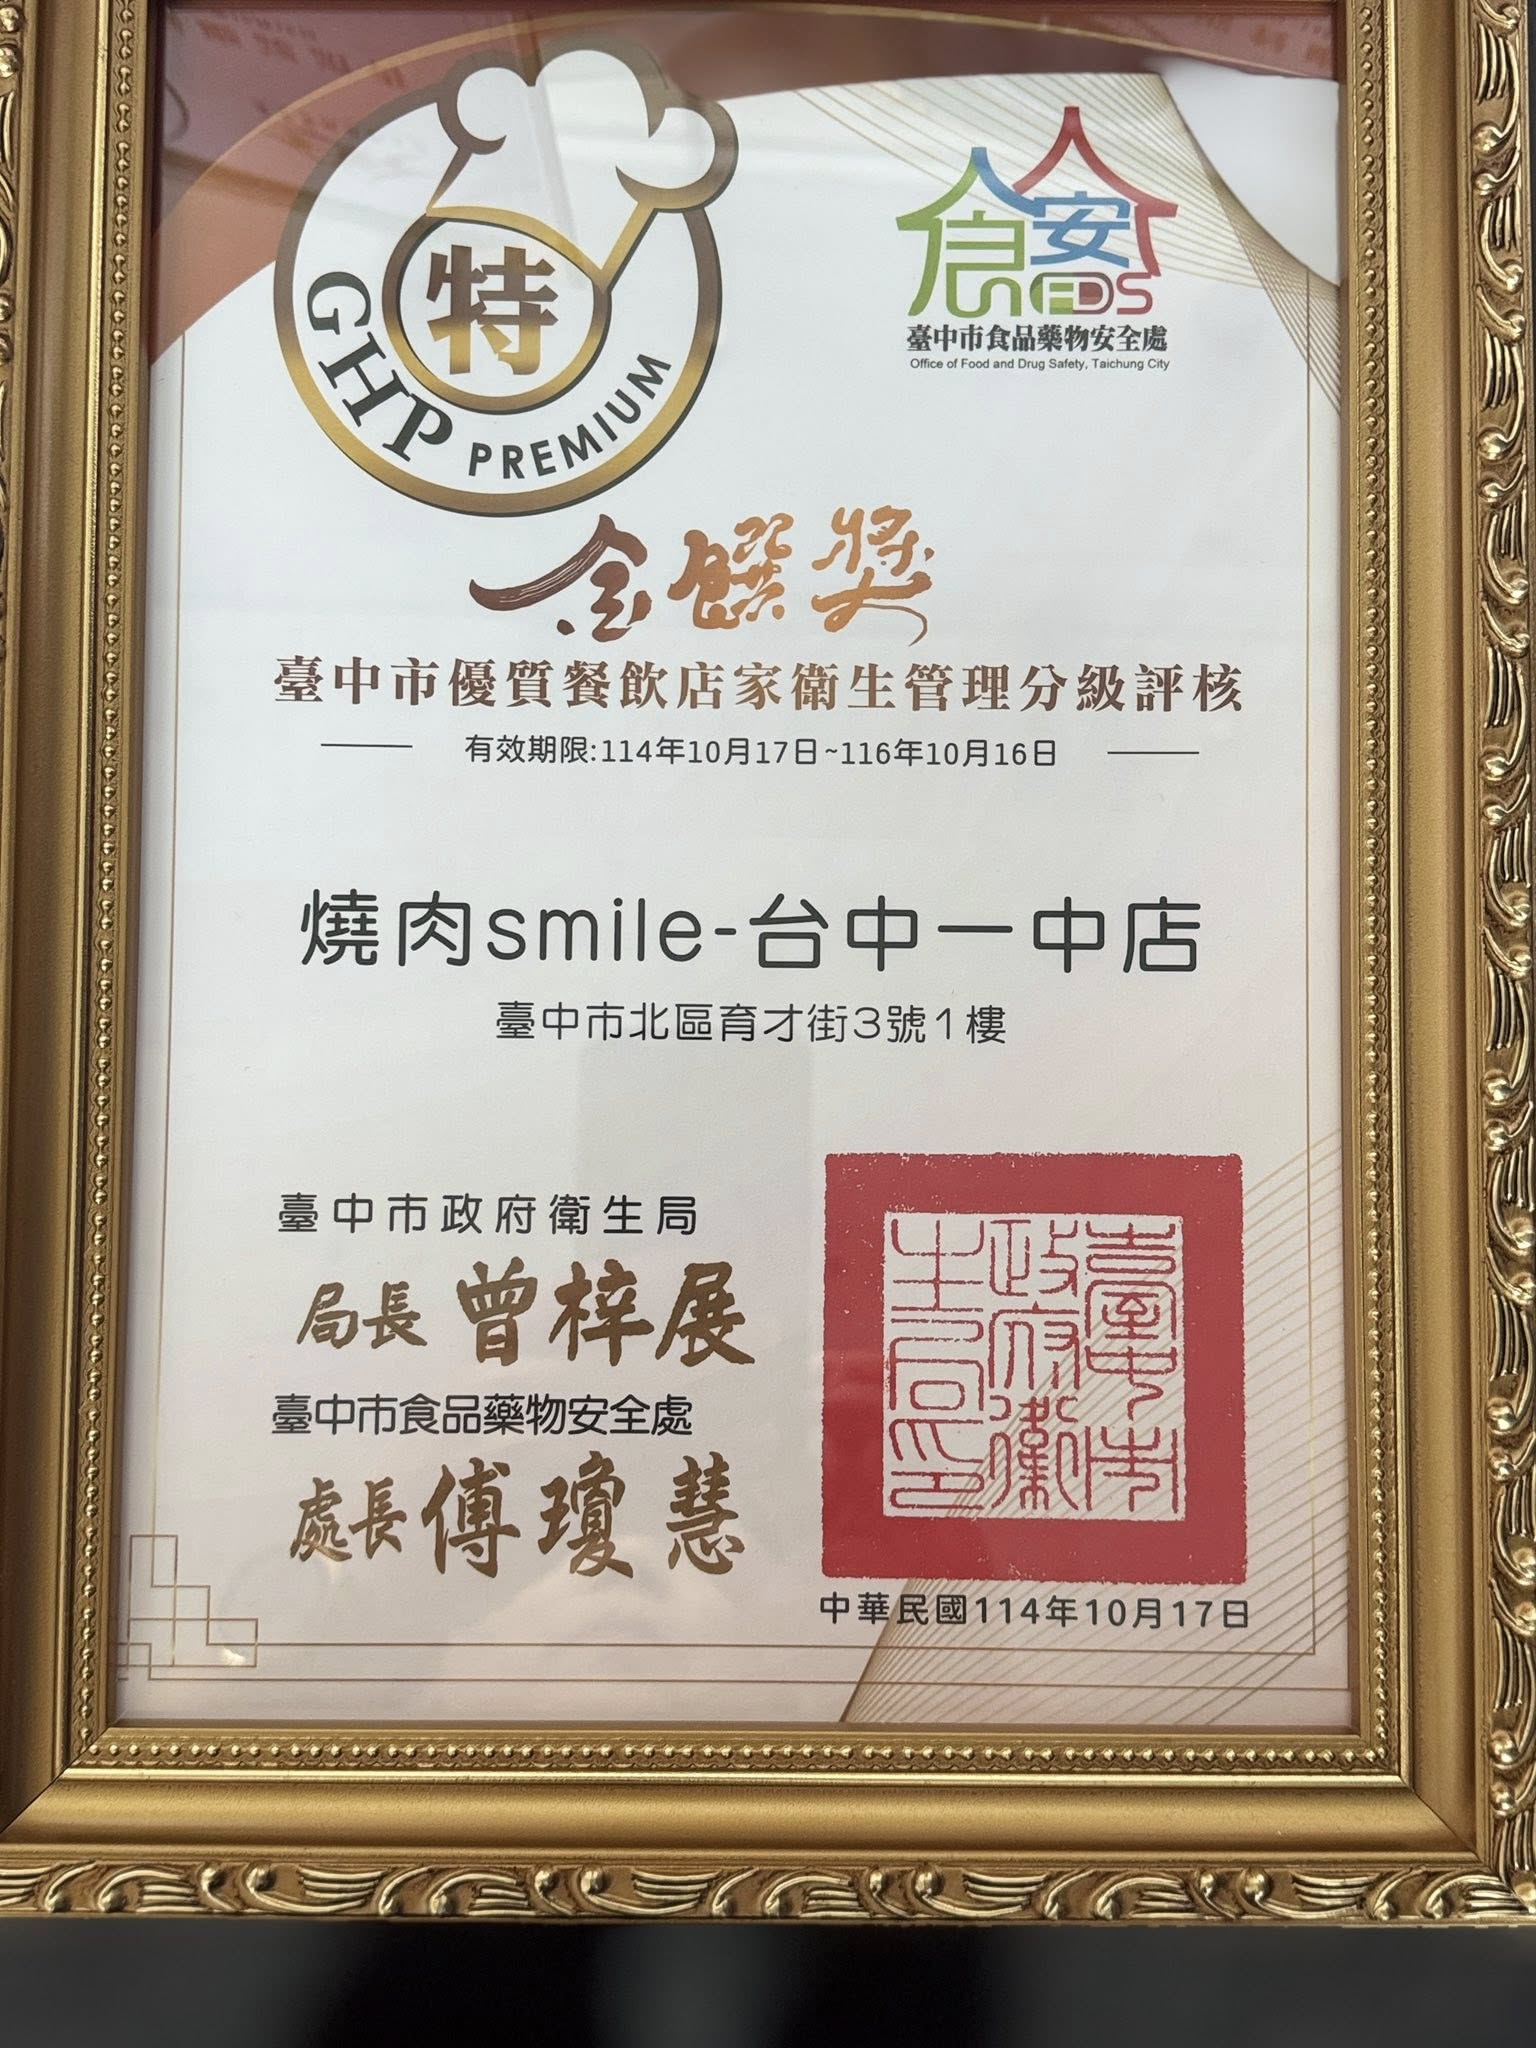 特
GHP PREMIUM
食安FDS
臺中市食品藥物安全處
Office of Food and Drug Safety, Taichung City
金饌獎
臺中市優質餐飲店家衛生管理分級評核
有效期限:114年10月17日~116年10月16日
燒肉smile-台中一中店
臺中市北區育才街3號1樓
臺中市政府衛生局
局長 曾梓展
臺中市食品藥物安全處
處長 傅瓊慧
臺中市政府衛生局印
中華民國114年10月17日